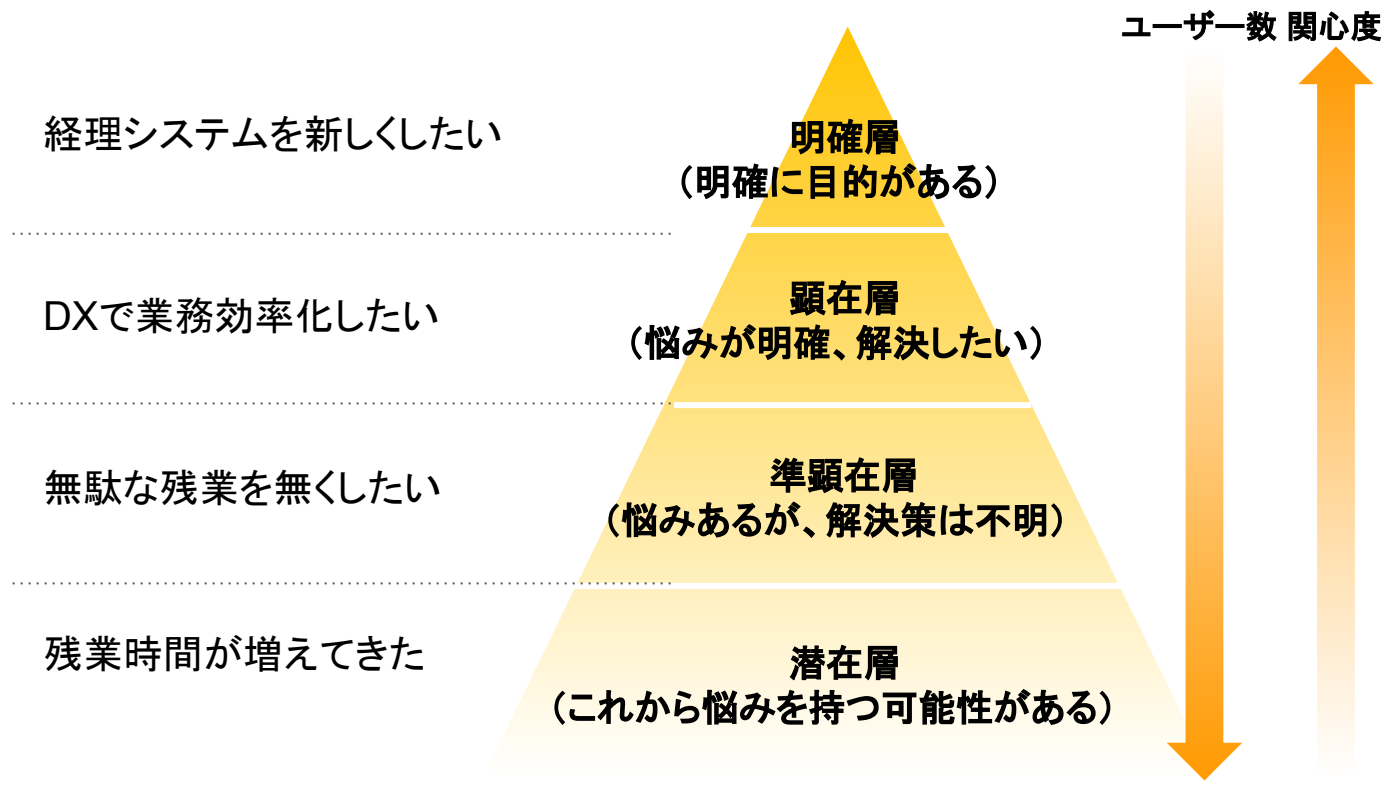 ユーザー数 関心度
経理システムを新しくしたい
明確層
（明確に目的がある）
DXで業務効率化したい
顕在層
（悩みが明確、解決したい）
無駄な残業を無くしたい
準顕在層
（悩みあるが、解決策は不明）
残業時間が増えてきた
潜在層
（これから悩みを持つ可能性がある）